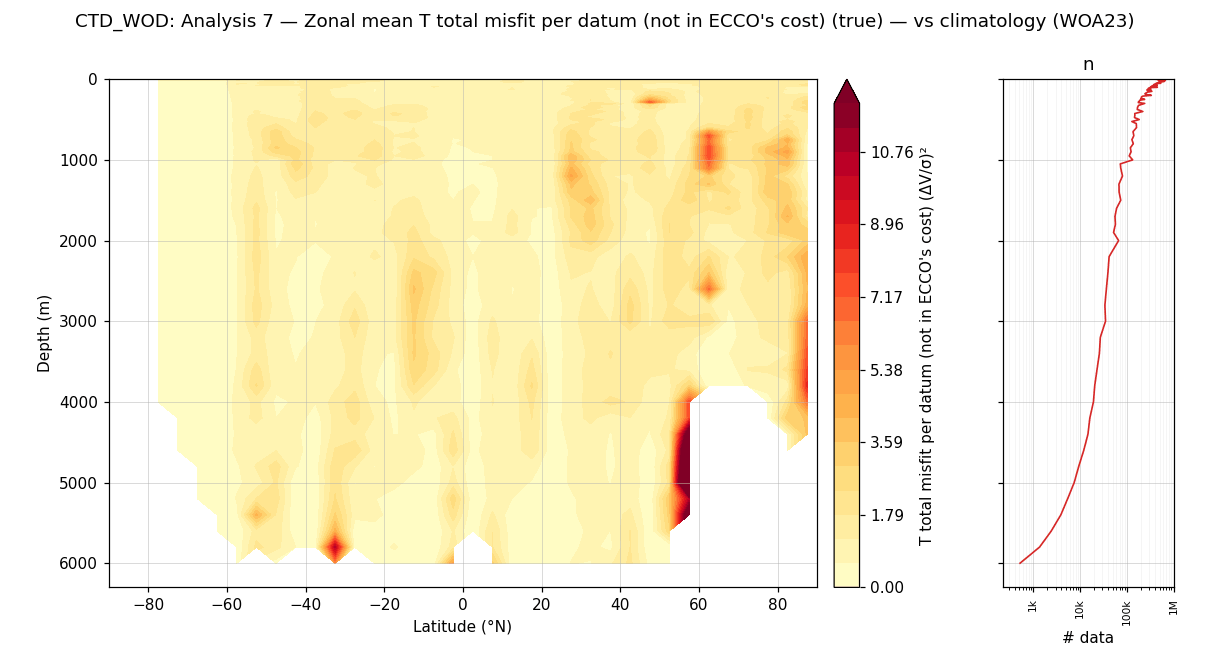 CTD_WOD: Analysis 7 — Zonal mean T total misfit per datum (not in ECCO's cost) (true) — vs climatology (WOA23)
n
0
1000
2000
3000
4000
5000
6000
Depth (m)
−80
−60
−40
−20
0
20
40
60
80
Latitude (°N)
10.76
8.96
7.17
5.38
3.59
1.79
0.00
T total misfit per datum (not in ECCO's cost) (ΔV/σ)²
1k
10k
100k
1M
# data